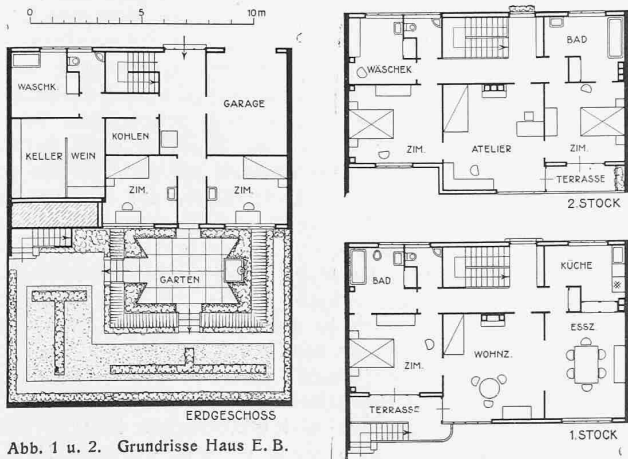 0 5 10 m
WASCHK.
GARAGE
KOHLEN
KELLER
WEIN
ZIM.
ZIM.
GARTEN
ERDGESCHOSS
Abb. 1 u. 2. Grundrisse Haus E. B.
BAD
WÄSCHEK
ZIM.
ATELIER
ZIM.
TERRASSE
2. STOCK
BAD
KÜCHE
ESSZ.
ZIM.
WOHNZ.
TERRASSE
1. STOCK